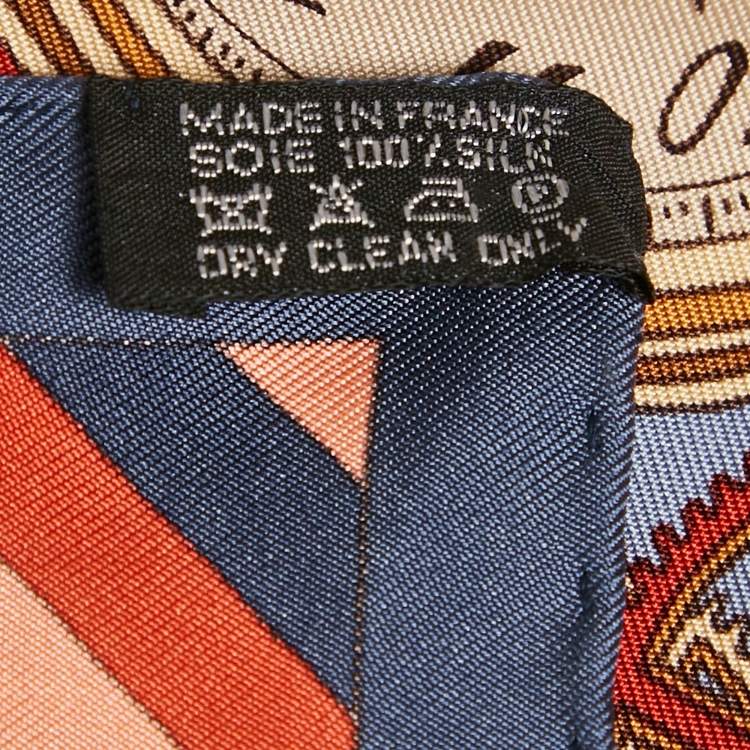 MADE IN FRANCE
SOIE 100% SILK
P
DRY CLEAN ONLY